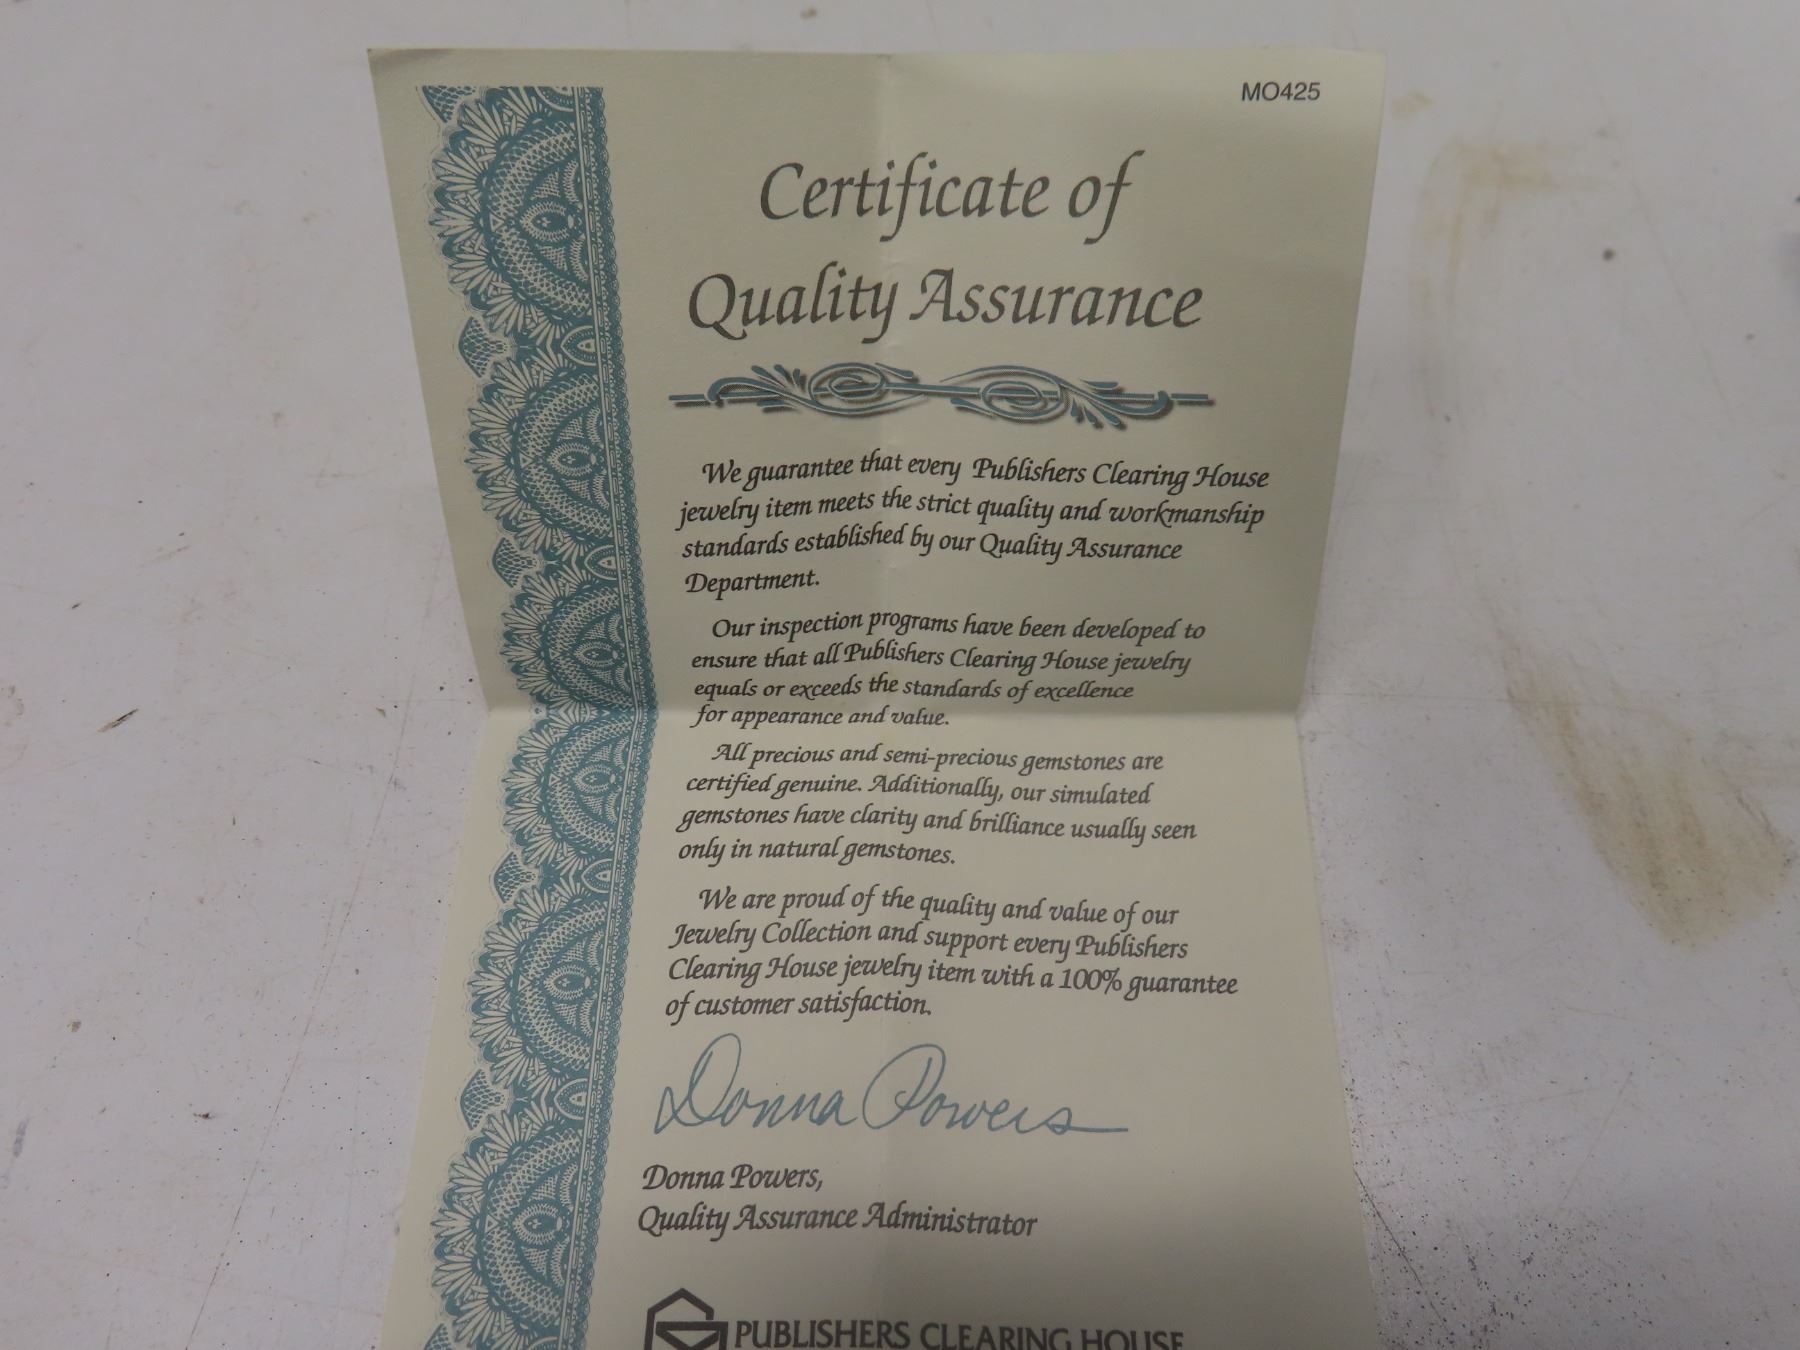 MO425
Certificate of
Quality Assurance
We guarantee that every Publishers Clearing House
jewelry item meets the strict quality and workmanship
standards established by our Quality Assurance
Department.
Our inspection programs have been developed to
ensure that all Publishers Clearing House jewelry
equals or exceeds the standards of excellence
for appearance and value.
All precious and semi-precious gemstones are
certified genuine. Additionally, our simulated
gemstones have clarity and brilliance usually seen
only in natural gemstones.
We are proud of the quality and value of our
Jewelry Collection and support every Publishers
Clearing House jewelry item with a 100% guarantee
of customer satisfaction.
Donna Powers
Donna Powers,
Quality Assurance Administrator
PUBLISHERS CLEARING HOUSE